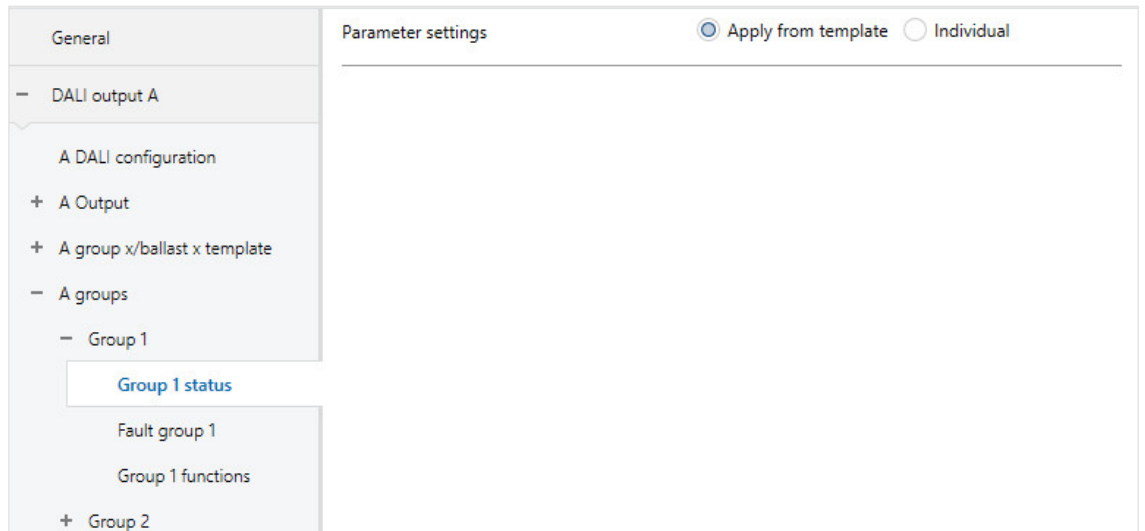 General
DALI output A
A DALI configuration
A Output
A group x/ballast x template
A groups
Group 1
Group 1 status
Fault group 1
Group 1 functions
Group 2
Parameter settings
Apply from template
Individual